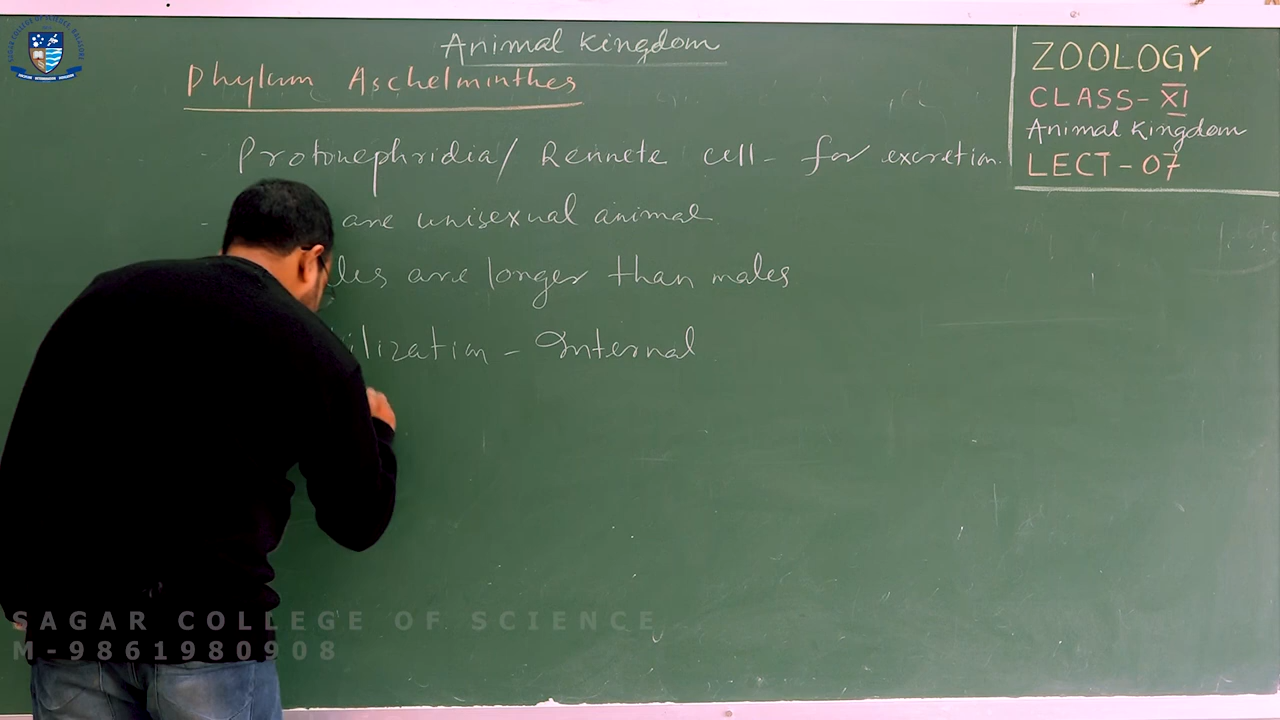 Animal Kingdom
Phylum Aschelminthes
- Protonephridia/ Rennete cell - for excretion.
- are unisexual animal
les are longer than males
ilization - Internal
ZOOLOGY
CLASS-XI
Animal Kingdom
LECT-07
SAGAR COLLEGE OF SCIENCE
M-9861980908